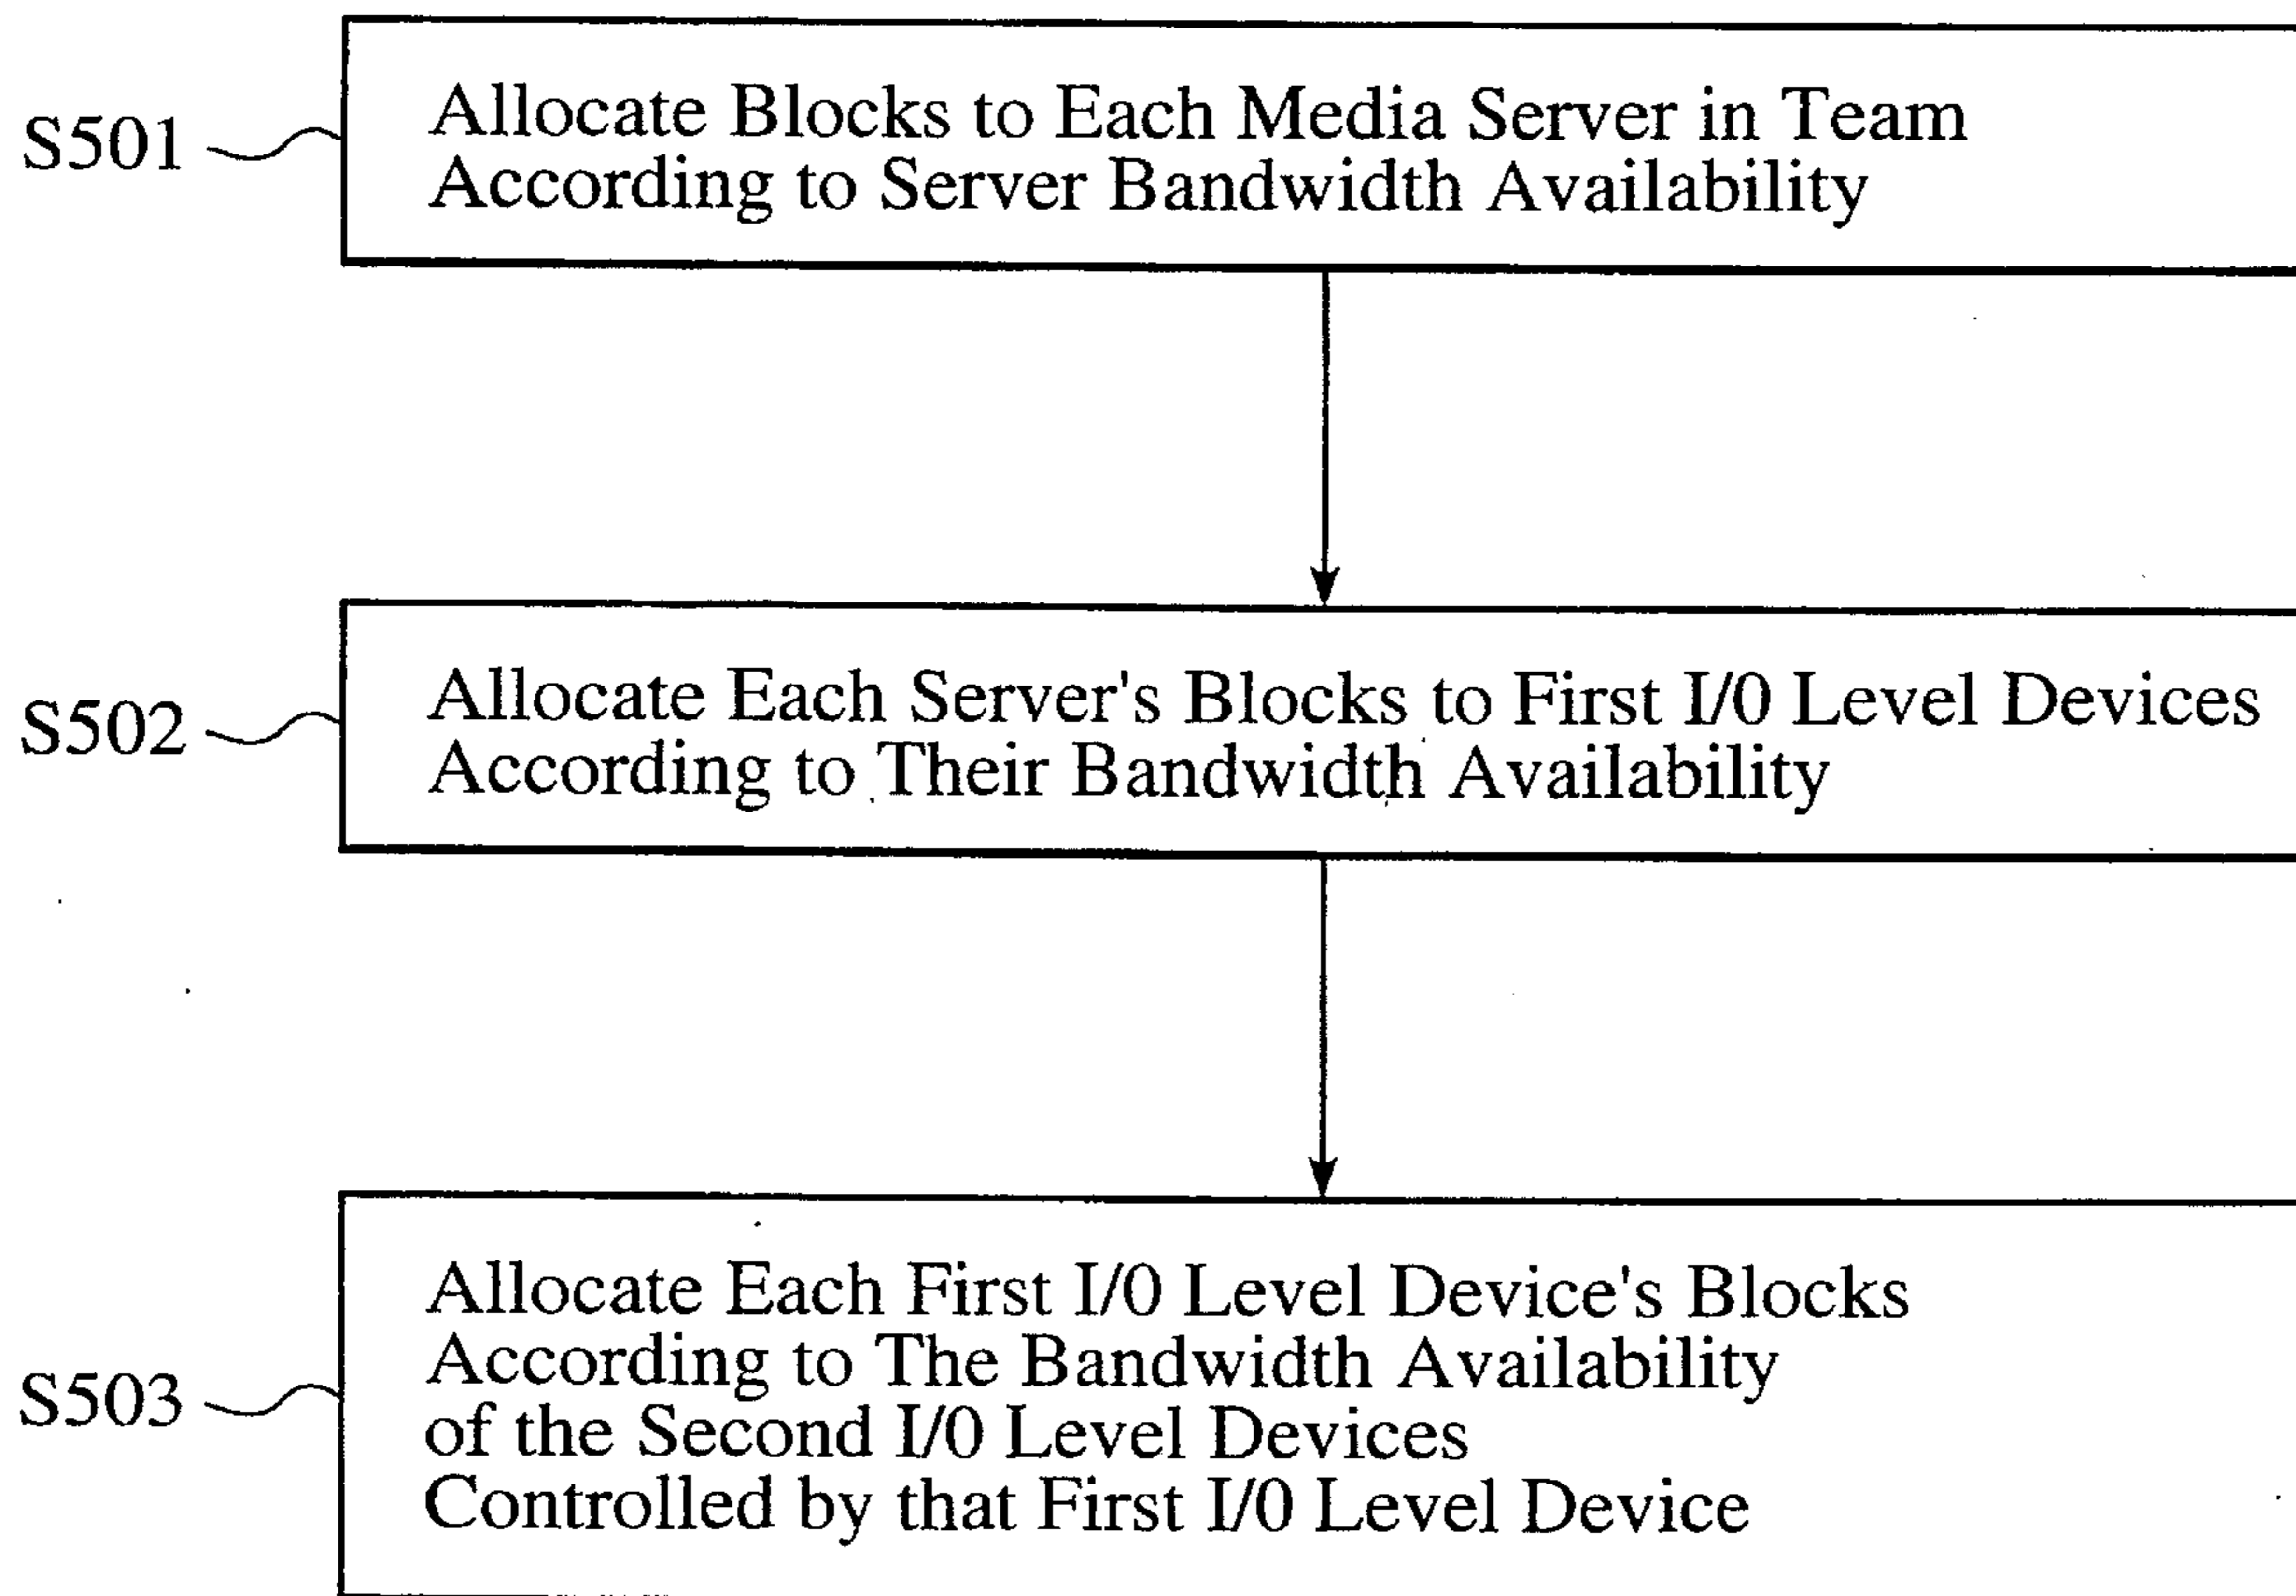 S501
Allocate Blocks to Each Media Server in Team
According to Server Bandwidth Availability
S502
Allocate Each Server's Blocks to First I/0 Level Devices
According to Their Bandwidth Availability
S503
Allocate Each First I/0 Level Device's Blocks
According to The Bandwidth Availability
of the Second I/0 Level Devices
Controlled by that First I/0 Level Device